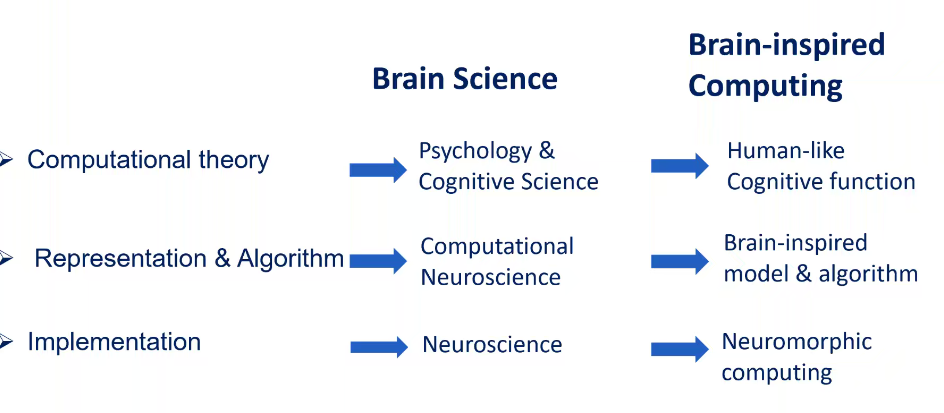 Brain Science
Brain-inspired
Computing
Computational theory
Psychology &
Cognitive Science
Human-like
Cognitive function
Representation & Algorithm
Computational
Neuroscience
Brain-inspired
model & algorithm
Implementation
Neuroscience
Neuromorphic
computing